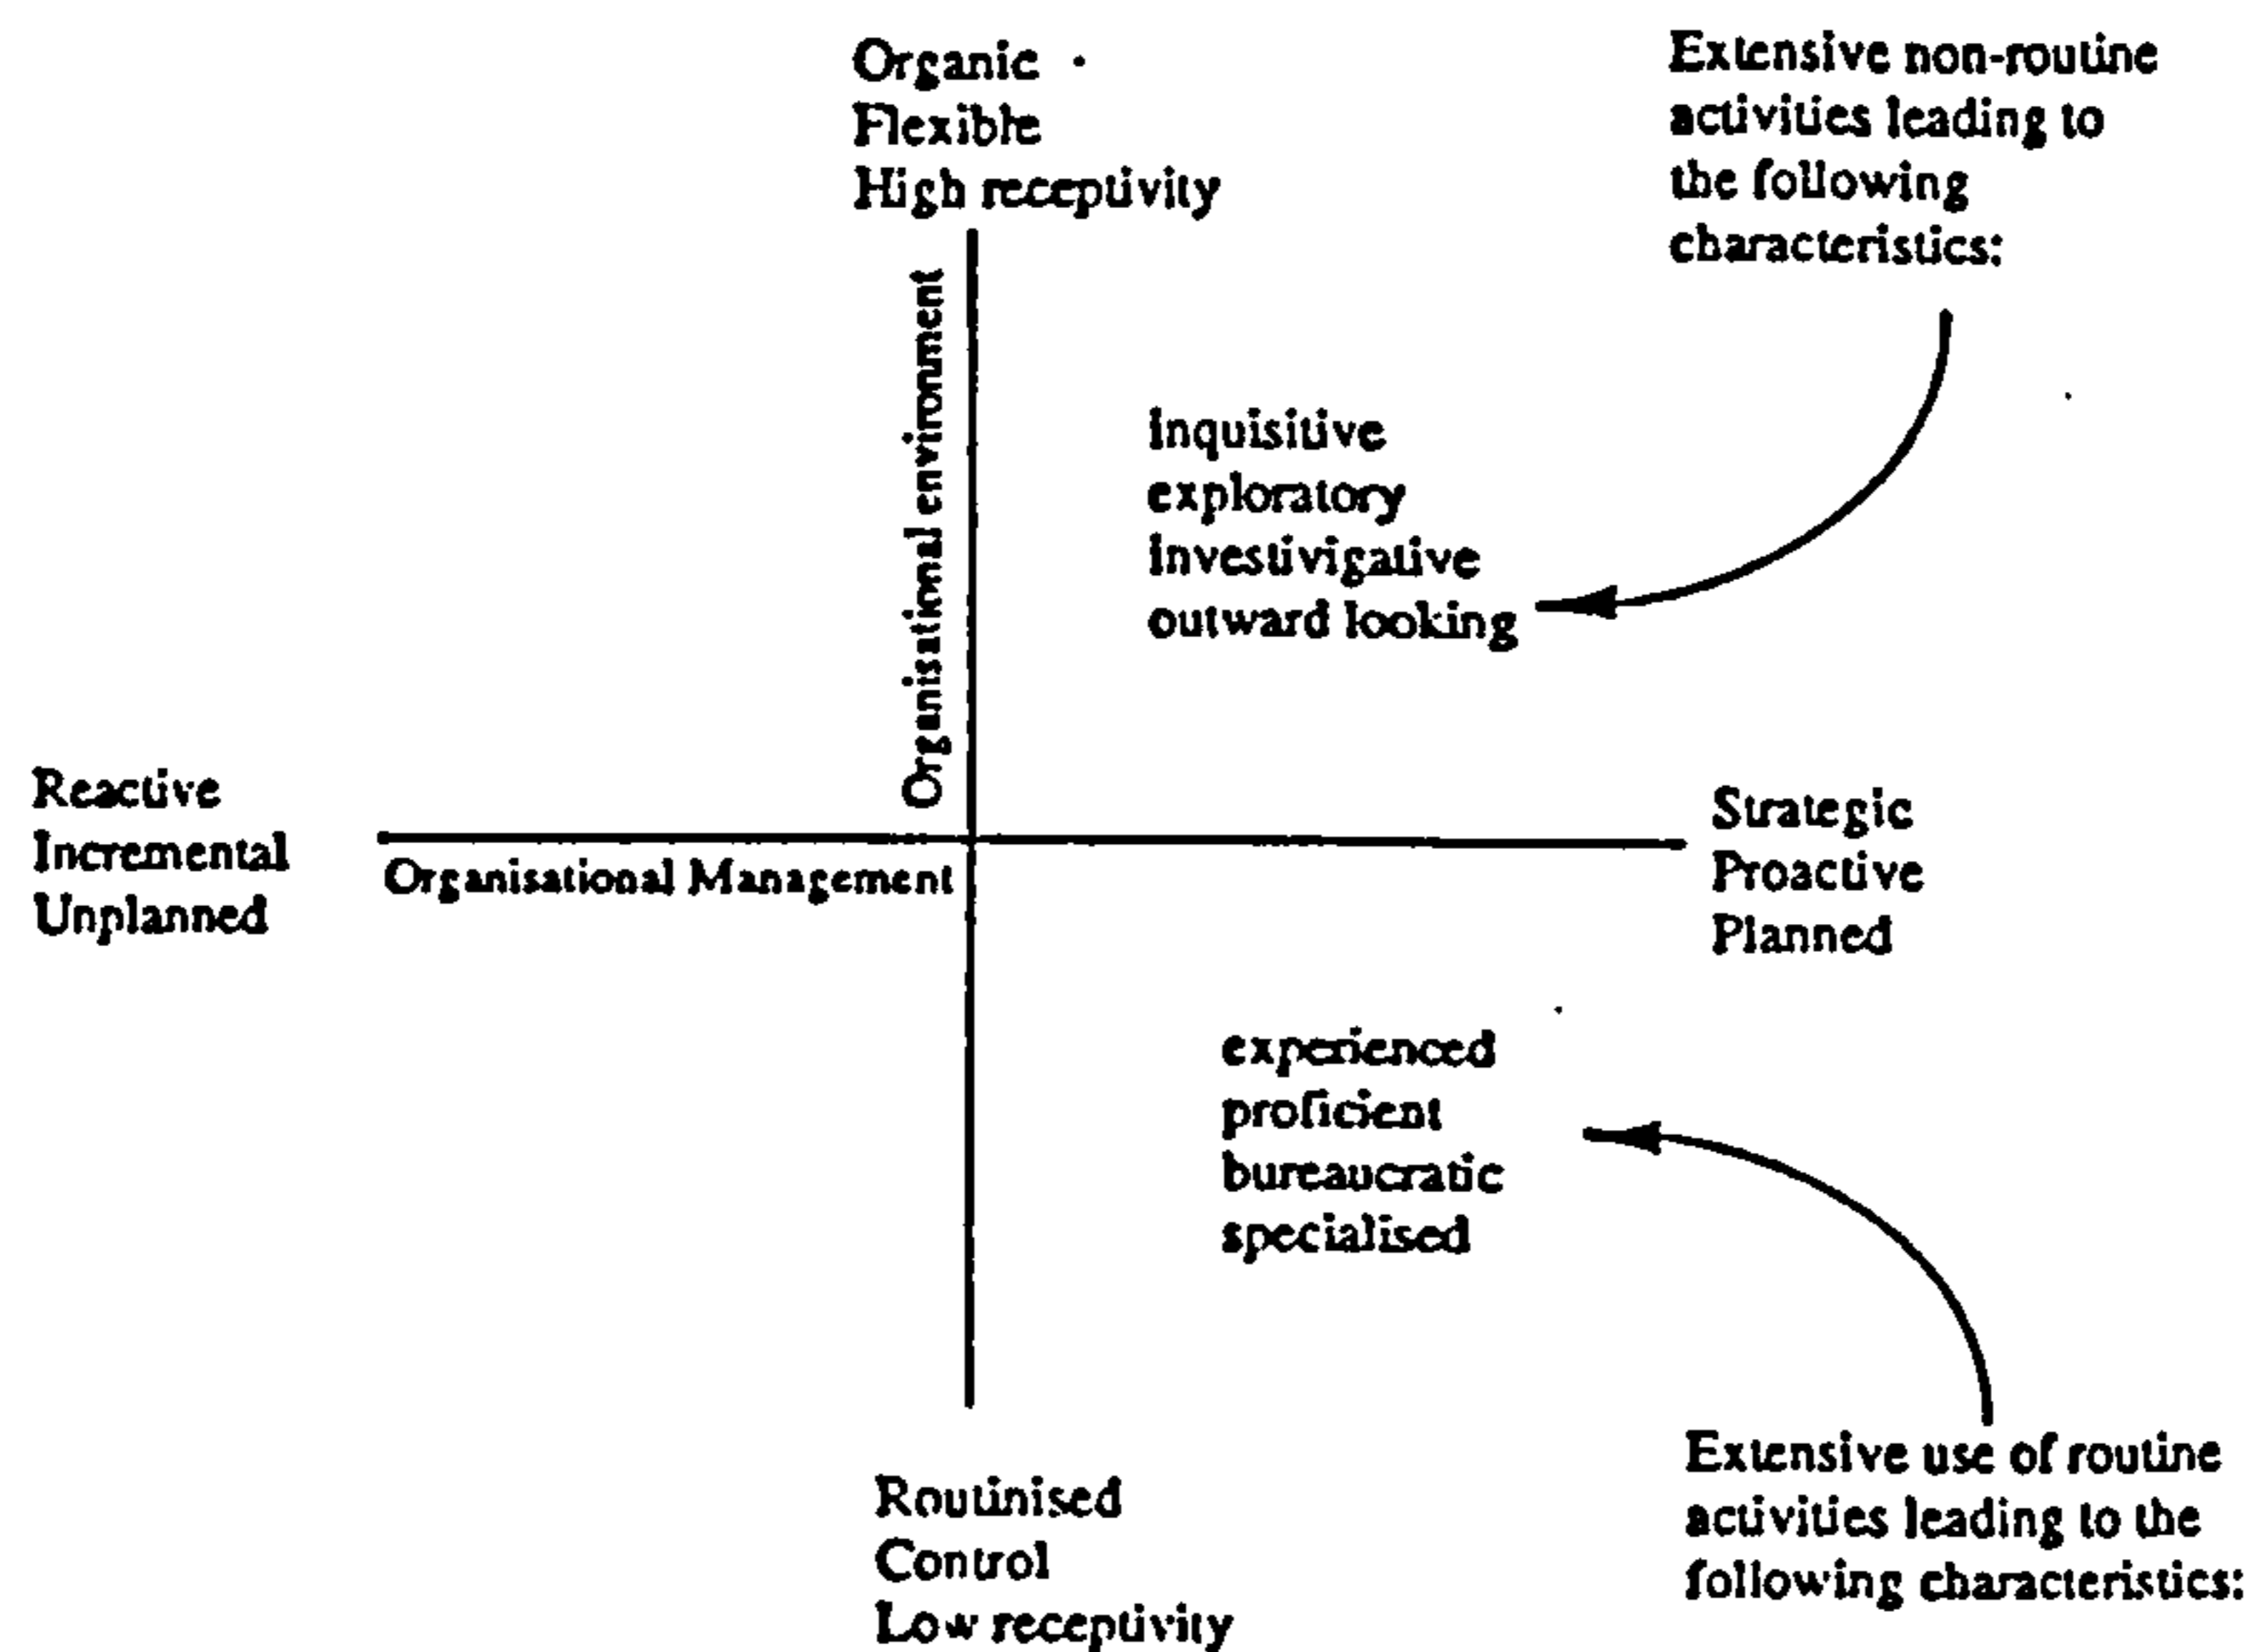 Organic
Flexible
High receptivity
Extensive non-routine
activities leading to
the following
characteristics:
Organisational environment
Inquisitive
exploratory
Investivigative
outward looking
Reactive
Incremental
Unplanned
Organisational Management
Strategic
Proactive
Planned
experienced
proficient
bureaucratic
specialised
Extensive use of routine
activities leading to the
following characteristics:
Routinised
Control
Low receptivity